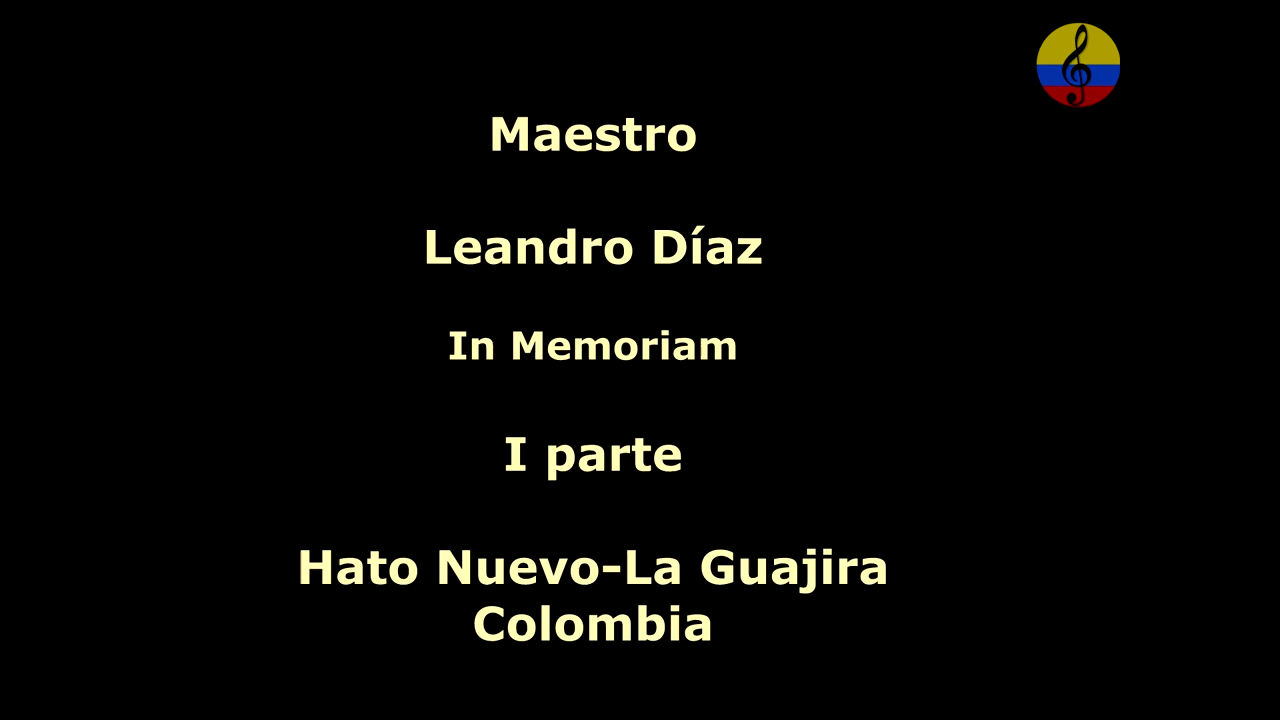 Maestro
Leandro Díaz
In Memoriam
I parte
Hato Nuevo-La Guajira
Colombia